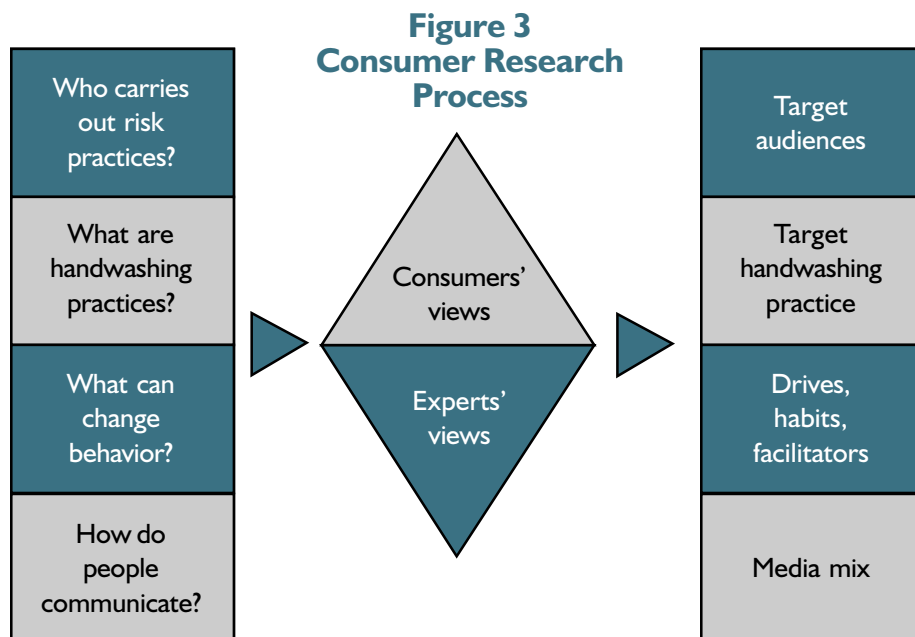 Figure 3
Consumer Research
Process
Who carries
out risk
practices?
What are
handwashing
practices?
What can
change
behavior?
How do
people
communicate?
Consumers’
views
Experts’
views
Target
audiences
Target
handwashing
practice
Drives,
habits,
facilitators
Media mix